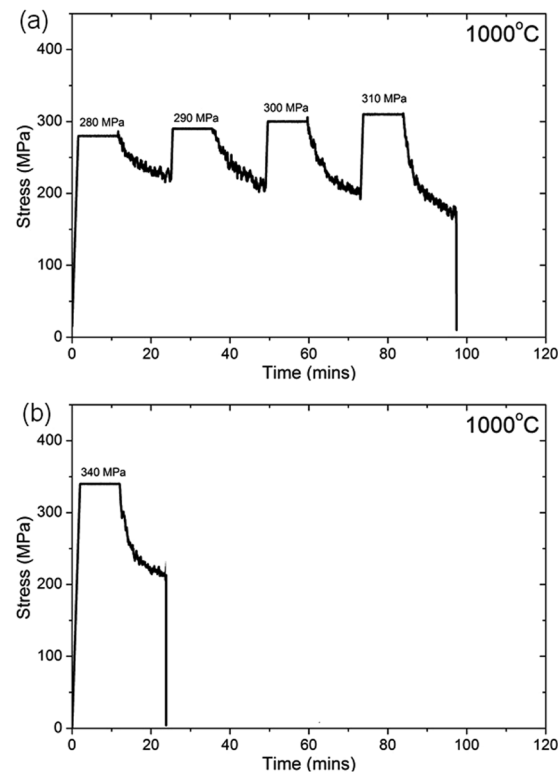 (a)
1000°C
400
300
200
100
0
Stress (MPa)
280 MPa
290 MPa
300 MPa
310 MPa
0 20 40 60 80 100 120
Time (mins)
(b)
1000°C
400
300
200
100
0
Stress (MPa)
340 MPa
0 20 40 60 80 100 120
Time (mins)